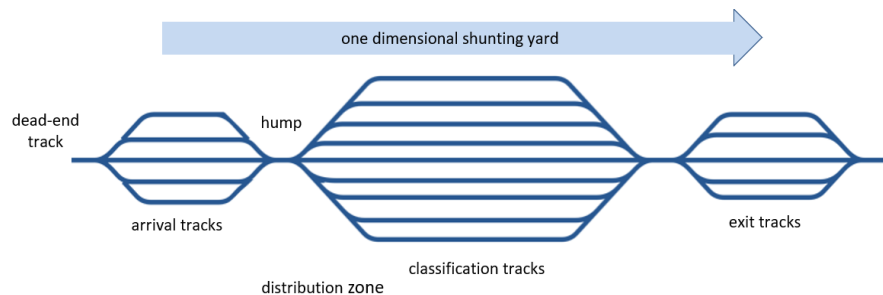 one dimensional shunting yard
dead-end
track
hump
arrival tracks
exit tracks
classification tracks
distribution zone